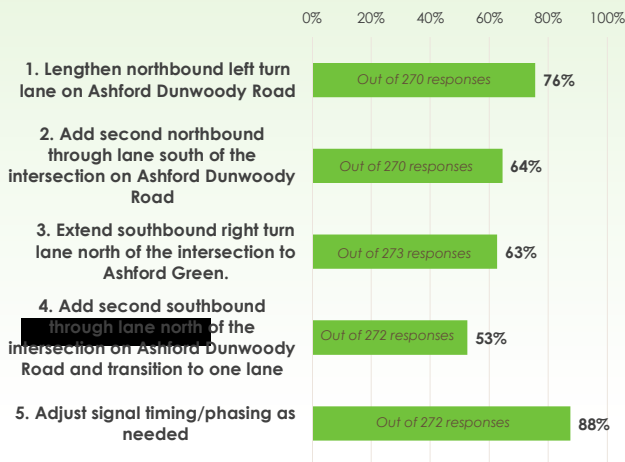 0% 20% 40% 60% 80% 100%
1. Lengthen northbound left turn
lane on Ashford Dunwoody Road
Out of 270 responses 76%
2. Add second northbound
through lane south of the
intersection on Ashford Dunwoody
Road
Out of 270 responses 64%
3. Extend southbound right turn
lane north of the intersection to
Ashford Green.
Out of 273 responses 63%
4. Add second southbound
through lane north of the
intersection on Ashford Dunwoody
Road and transition to one lane
Out of 272 responses 53%
5. Adjust signal timing/phasing as
needed
Out of 272 responses 88%